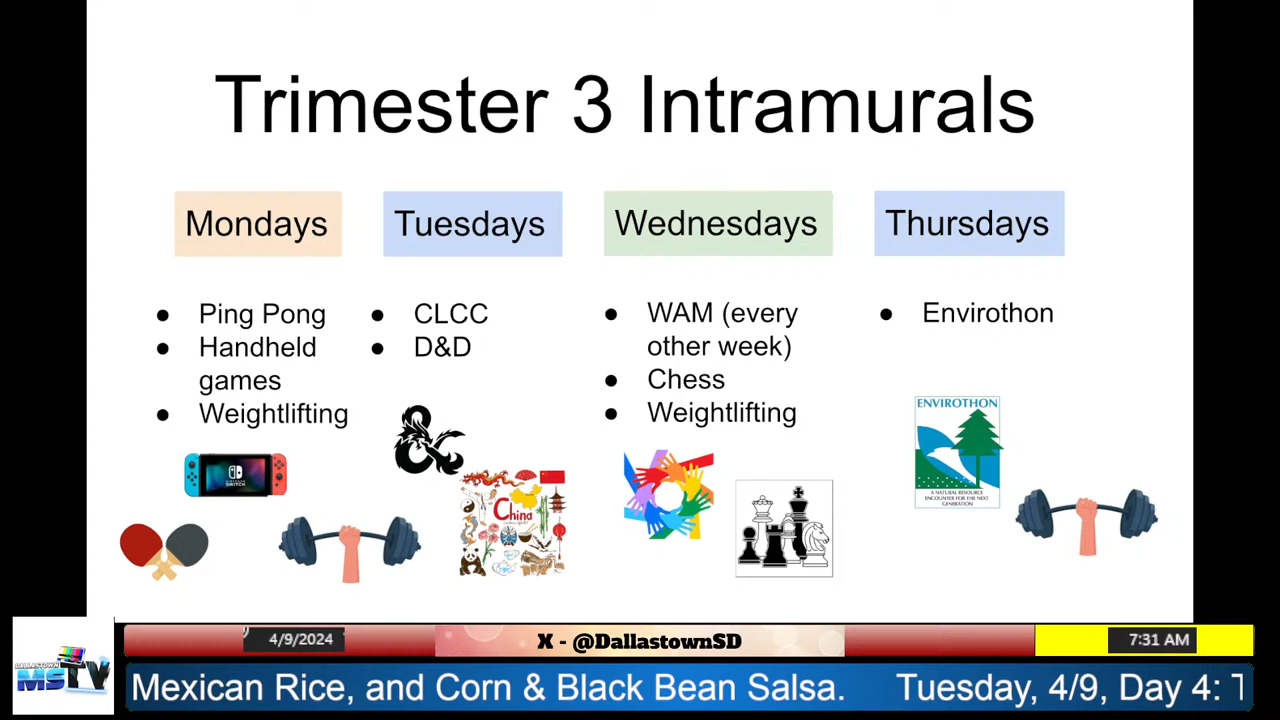 Trimester 3 Intramurals
Mondays
Tuesdays
Wednesdays
Thursdays
● Ping Pong
● Handheld
games
● Weightlifting
● CLCC
● D&D
● WAM (every
other week)
● Chess
● Weightlifting
● Envirothon
SWITCH
China
ENVIROTHON
A NATURAL RESOURCE
ENCOUNTER FOR THE NEXT
GENERATION
4/9/2024
X - @DallastownSD
7:31 AM
DALLASTOWN
MSTV
Mexican Rice, and Corn & Black Bean Salsa. Tuesday, 4/9, Day 4: T